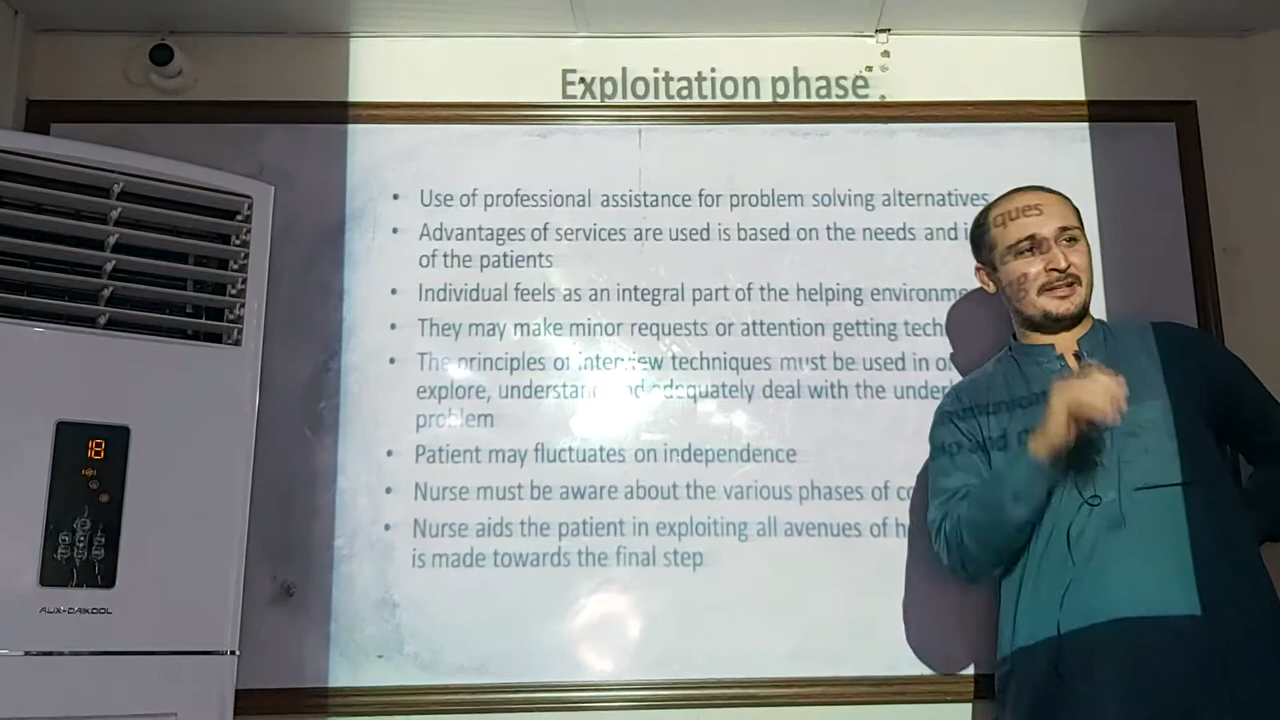 Exploitation phase .
• Use of professional assistance for problem solving alternatives
• Advantages of services are used is based on the needs and
of the patients
• Individual feels as an integral part of the helping
• They may make minor requests or attention getting tech
ques
• The principles of interview techniques must be used in
explore, understand and adequately deal with the
problem
• Patient may fluctuates on independence
• Nurse must be aware about the various phases of
• Nurse aids the patient in exploiting all avenues of
is made towards the final step
18
AUX-DAIKOOL